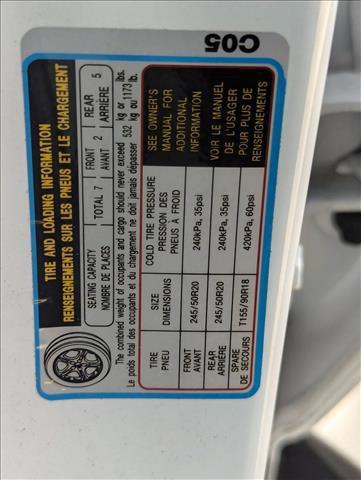 TIRE AND LOADING INFORMATION
RENSEIGNEMENTS SUR LES PNEUS ET LE CHARGEMENT
SEATING CAPACITY
NOMBRE DE PLACES
TOTAL 7
FRONT
AVANT 2
REAR
ARRIÈRE 5
The combined weight of occupants and cargo should never exceed 532 kg or 1173 lbs.
Le poids total des occupants et du chargement ne doit jamais dépasser 532 kg ou 1173 lb.
TIRE
PNEU
SIZE
DIMENSIONS
COLD TIRE PRESSURE
PRESSION DES
PNEUS À FROID
FRONT
AVANT
245/50R20
240kPa, 35psi
REAR
ARRIÈRE
245/50R20
240kPa, 35psi
SPARE
DE SECOURS
T155/90R18
420kPa, 60psi
SEE OWNER'S
MANUAL FOR
ADDITIONAL
INFORMATION
VOIR LE MANUEL
DE L'USAGER
POUR PLUS DE
RENSEIGNEMENTS
C05